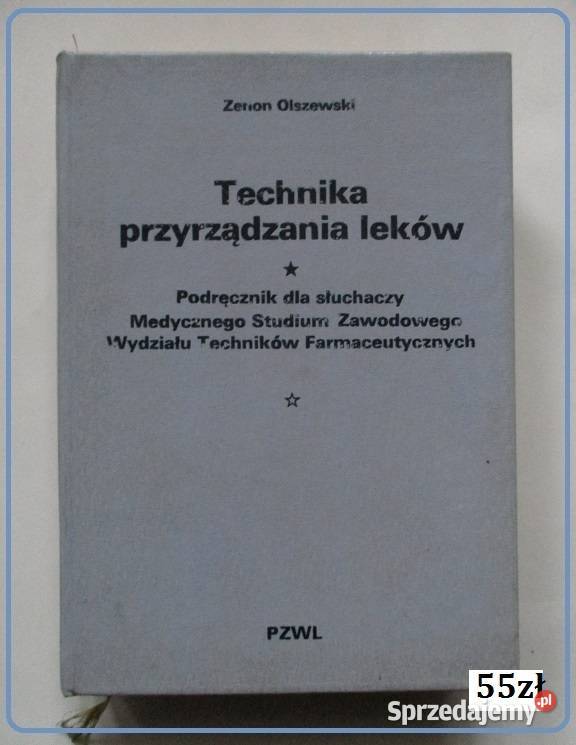 Zenon Olszewski
Technika
przyrządzania leków
★
Podręcznik dla słuchaczy
Medycznego Studium Zawodowego
Wydziału Techników Farmaceutycznych
☆
PZWL
55zł
Sprzedajemy.pl